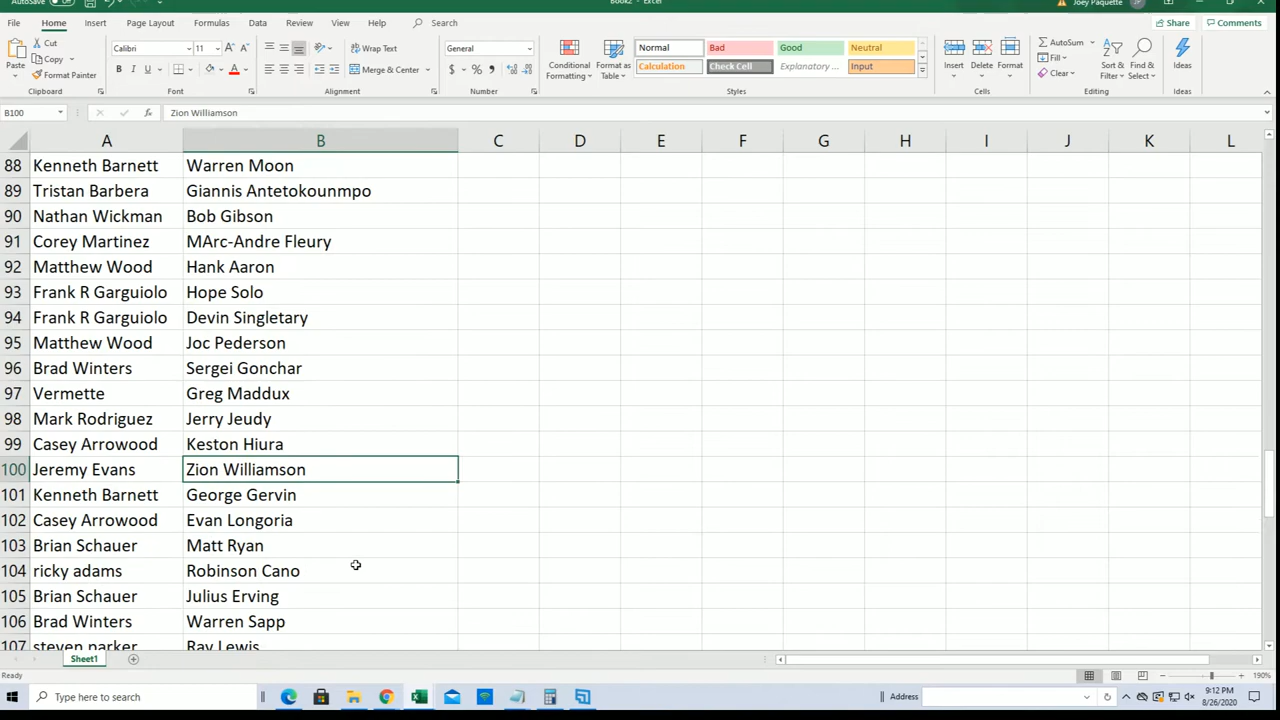 AutoSave Off Book2 - Excel Joey Paquette JP
File Home Insert Page Layout Formulas Data Review View Help Search Share Comments
Paste Cut Copy Format Painter Clipboard
Calibri 11 B I U A Font
Wrap Text Merge & Center Alignment
General $ % , Number
Conditional Formatting Format as Table
Normal Bad Good Neutral
Calculation Check Cell Explanatory ... Input
Styles
Insert Delete Format Cells
AutoSum Fill Clear Sort & Filter Find & Select Editing
Ideas Ideas
B100 fx Zion Williamson
A B C D E F G H I J K L
88 Kenneth Barnett Warren Moon
89 Tristan Barbera Giannis Antetokounmpo
90 Nathan Wickman Bob Gibson
91 Corey Martinez MArc-Andre Fleury
92 Matthew Wood Hank Aaron
93 Frank R Garguiolo Hope Solo
94 Frank R Garguiolo Devin Singletary
95 Matthew Wood Joc Pederson
96 Brad Winters Sergei Gonchar
97 Vermette Greg Maddux
98 Mark Rodriguez Jerry Jeudy
99 Casey Arrowood Keston Hiura
100 Jeremy Evans Zion Williamson
101 Kenneth Barnett George Gervin
102 Casey Arrowood Evan Longoria
103 Brian Schauer Matt Ryan
104 ricky adams Robinson Cano
105 Brian Schauer Julius Erving
106 Brad Winters Warren Sapp
107 steven parker Ray Lewis
Sheet1
Ready 190%
Type here to search Address 9:12 PM
8/26/2020